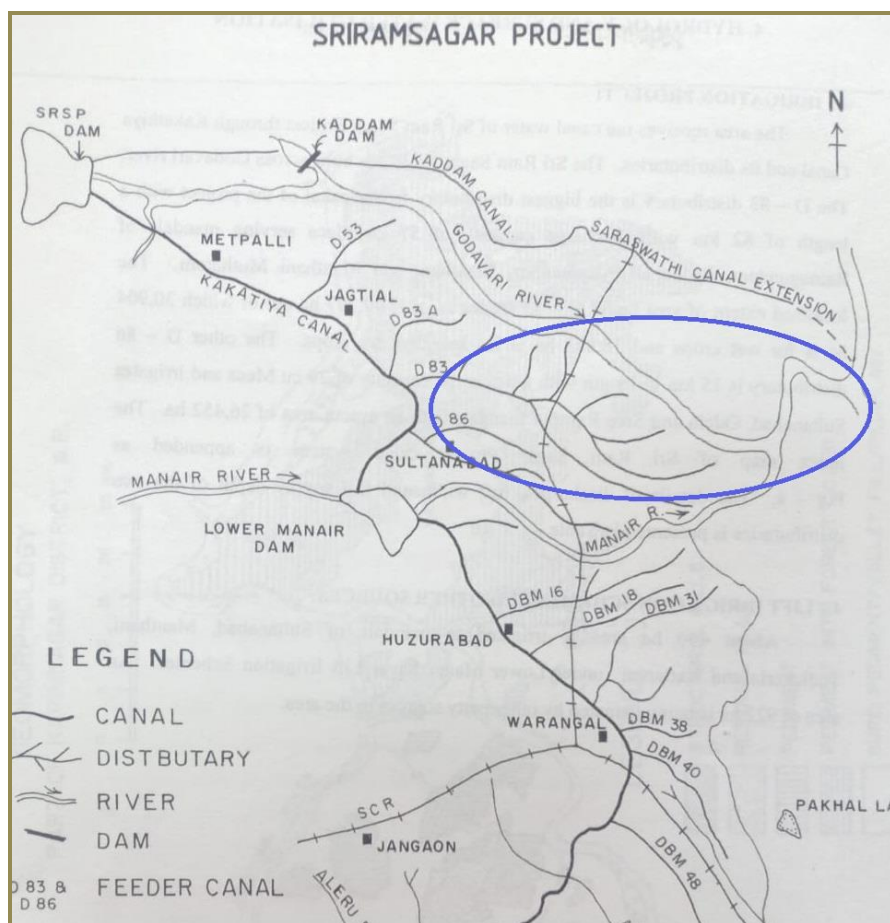 SRIRAMSAGAR PROJECT
N
SRSP
DAM
KADDAM
DAM
KADDAM CANAL
GODAVARI RIVER
SARASWATHI CANAL EXTENSION
METPALLI
D 53
JAGTIAL
KAKATIYA CANAL
D 83 A
D 83
D 86
SULTANABAD
MANAIR RIVER
LOWER MANAIR
DAM
MANAIR R.
DBM 16
DBM 18
DBM 31
HUZURABAD
LEGEND
CANAL
DISTBUTARY
RIVER
DAM
D 83 &
D 86
FEEDER CANAL
WARANGAL
DBM 38
DBM 40
SCR
JANGAON
PAKHAL LA
DBM 48
ALERU